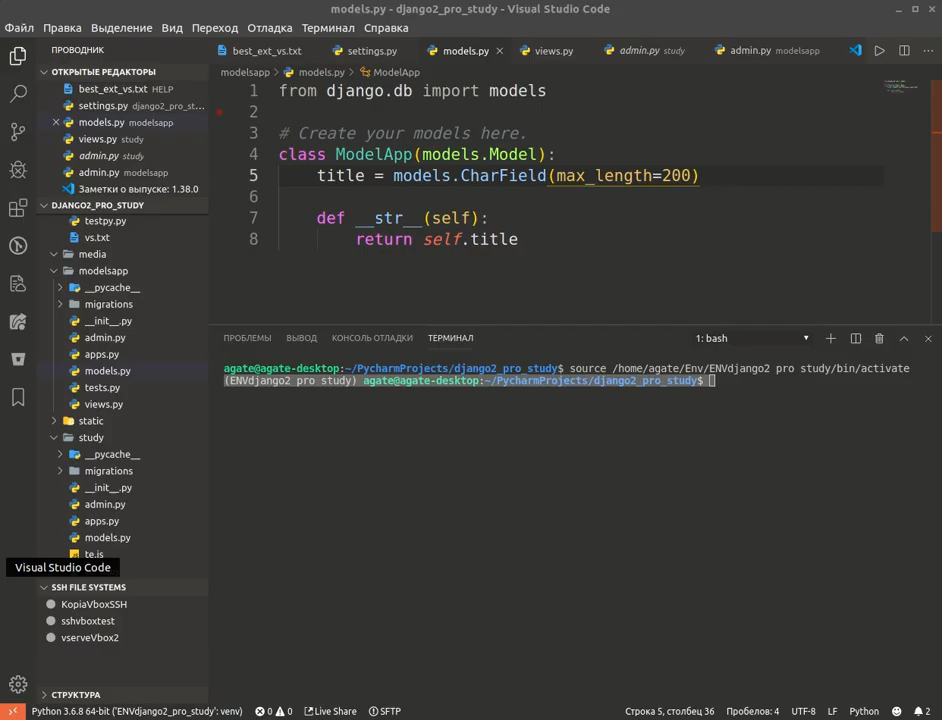 models.py - django2_pro_study - Visual Studio Code
Файл Правка Выделение Вид Переход Отладка Терминал Справка
ПРОВОДНИК
best_ext_vs.txt settings.py models.py views.py admin.py study admin.py modelsapp
ОТКРЫТЫЕ РЕДАКТОРЫ
best_ext_vs.txt HELP
settings.py django2_pro_st...
models.py modelsapp
views.py study
admin.py study
admin.py modelsapp
Заметки о выпуске: 1.38.0
DJANGO2_PRO_STUDY
testpy.py
vs.txt
media
modelsapp
__pycache__
migrations
__init__.py
admin.py
apps.py
models.py
tests.py
views.py
static
study
__pycache__
migrations
__init__.py
admin.py
apps.py
models.py
te.js
Visual Studio Code
SSH FILE SYSTEMS
KopiaVboxSSH
sshvboxtest
vserveVbox2
СТРУКТУРА
modelsapp > models.py > ModelApp
1 from django.db import models
2
3 # Create your models here.
4 class ModelApp(models.Model):
5 title = models.CharField(max_length=200)
6
7 def __str__(self):
8 return self.title
ПРОБЛЕМЫ ВЫВОД КОНСОЛЬ ОТЛАДКИ ТЕРМИНАЛ 1: bash
agate@agate-desktop:~/PycharmProjects/django2_pro_study$ source /home/agate/Env/ENVdjango2 pro study/bin/activate
(ENVdjango2 pro study) agate@agate-desktop:~/PycharmProjects/django2_pro_study$
Python 3.6.8 64-bit ('ENVdjango2_pro_study': venv) 0 0 Live Share SFTP Строка 5, столбец 36 Пробелов: 4 UTF-8 LF Python 2